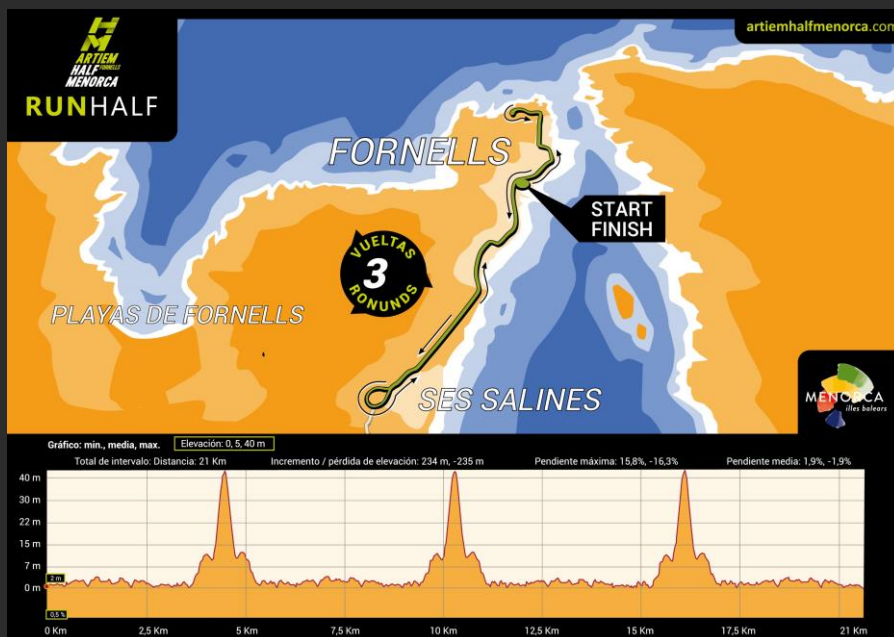 HM
ARTIEM
HALF FORNELLS
MENORCA
RUNHALF
artiemhalfmenorca.com
FORNELLS
START
FINISH
VUELTAS
3
RONUNDS
PLAYAS DE FORNELLS
SES SALINES
MENORCA
illes balears
Gráfico: min., media, max. Elevación: 0, 5, 40 m
Total de intervalo: Distancia: 21 Km Incremento / pérdida de elevación: 234 m, -235 m Pendiente máxima: 15,8%, -16,3% Pendiente media: 1,9%, -1,9%
40 m
30 m
22 m
15 m
7 m
2 m
0 m
0,5 %
0 Km 2,5 Km 5 Km 7,5 Km 10 Km 12,5 Km 15 Km 17,5 Km 21 Km